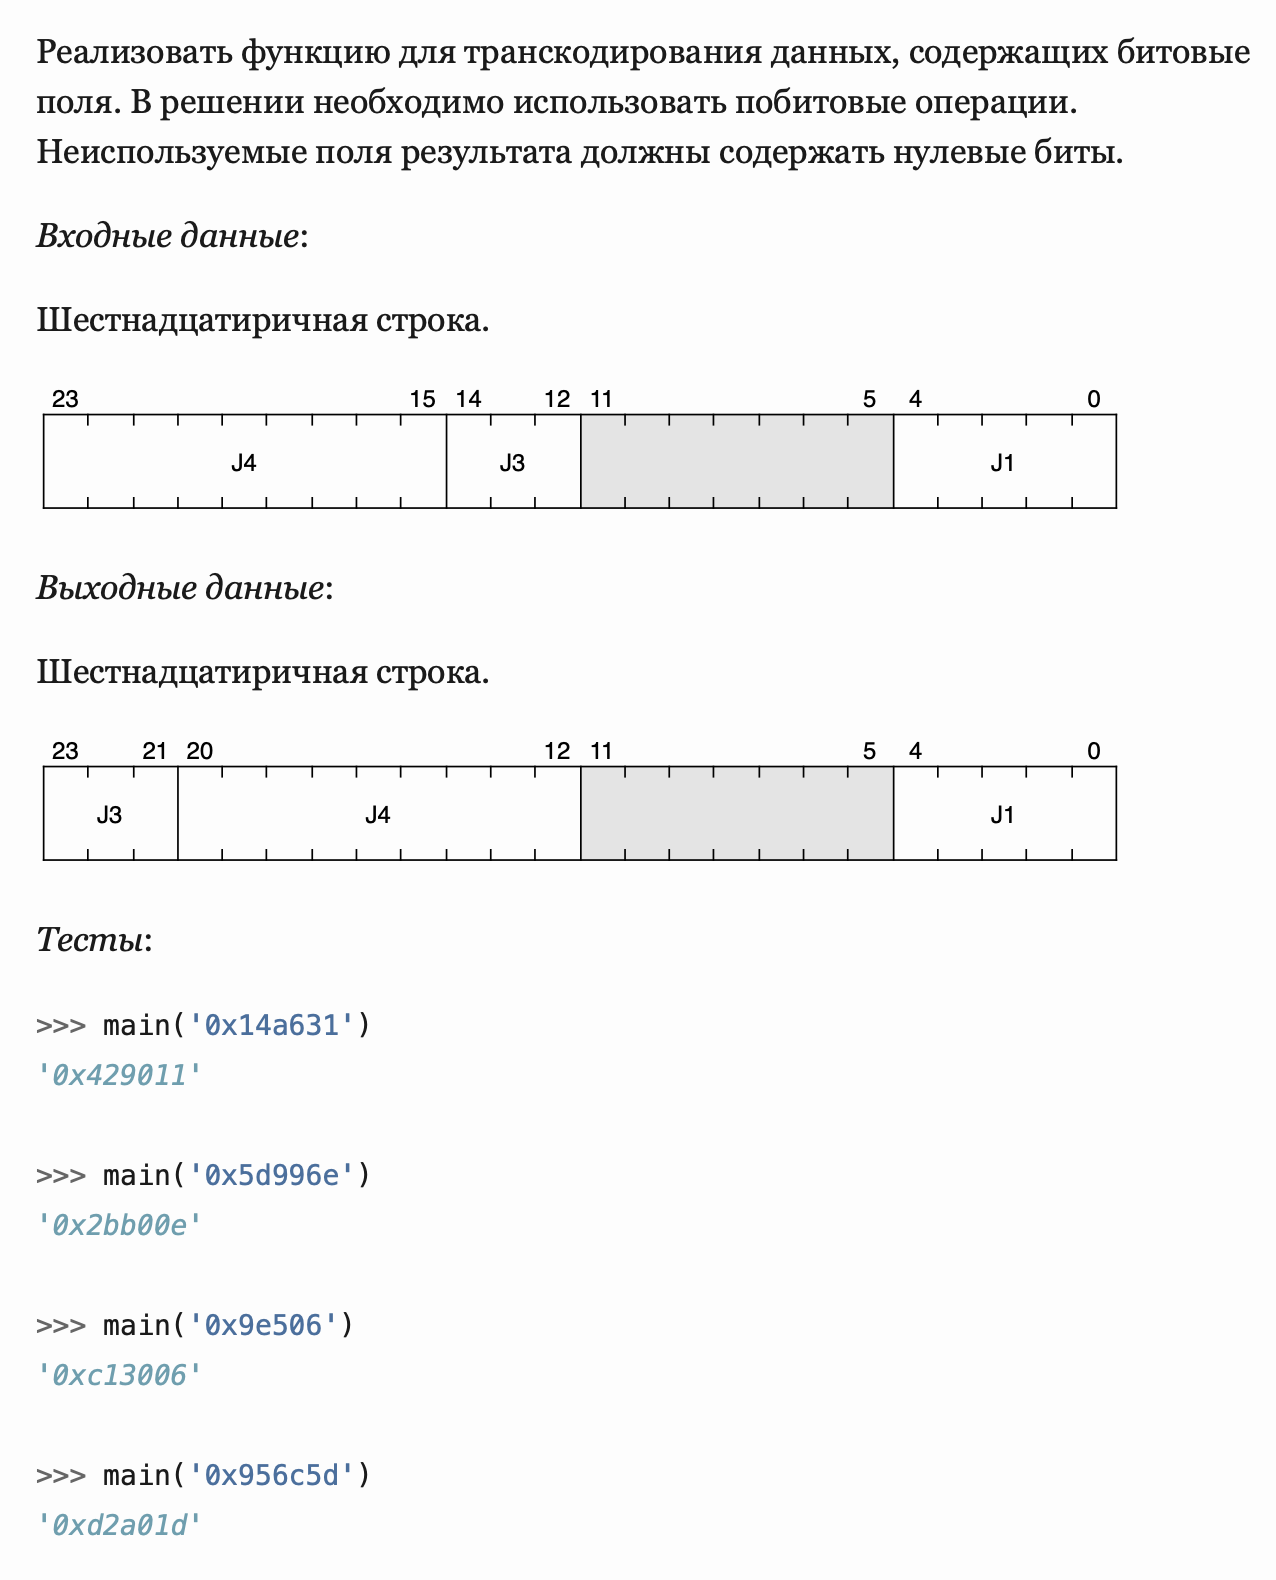 Реализовать функцию для транскодирования данных, содержащих битовые
поля. В решении необходимо использовать побитовые операции.
Неиспользуемые поля результата должны содержать нулевые биты.
Входные данные:
Шестнадцатиричная строка.
23 15 14 12 11 5 4 0
J4 J3 J1
Выходные данные:
Шестнадцатиричная строка.
23 21 20 12 11 5 4 0
J3 J4 J1
Тесты:
>>> main('0x14a631')
'0x429011'
>>> main('0x5d996e')
'0x2bb00e'
>>> main('0x9e506')
'0xc13006'
>>> main('0x956c5d')
'0xd2a01d'